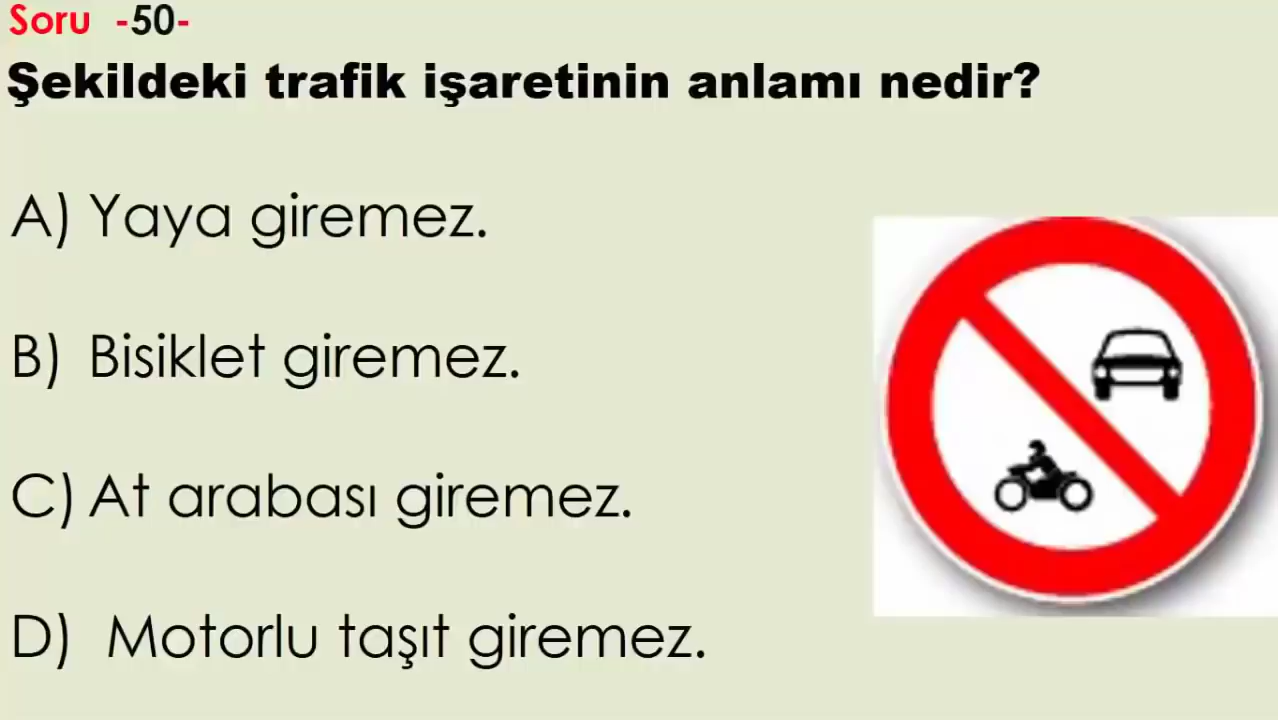 Soru -50-
Şekildeki trafik işaretinin anlamı nedir?
A) Yaya giremez.
B) Bisiklet giremez.
C) At arabası giremez.
D) Motorlu taşıt giremez.